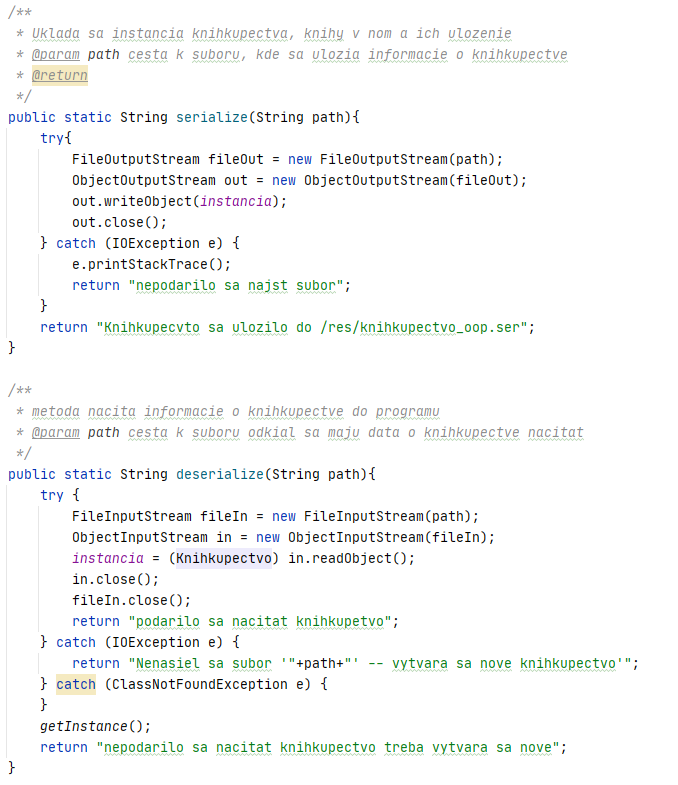 /**
 * Uklada sa instancia knihkupectva, knihy v nom a ich ulozenie
 * @param path cesta k suboru, kde sa ulozia informacie o knihkupectve
 * @return
 */
public static String serialize(String path){
    try{
        FileOutputStream fileOut = new FileOutputStream(path);
        ObjectOutputStream out = new ObjectOutputStream(fileOut);
        out.writeObject(instancia);
        out.close();
    } catch (IOException e) {
        e.printStackTrace();
        return "nepodarilo sa najst subor";
    }
    return "Knihkupecvto sa ulozilo do /res/knihkupectvo_oop.ser";
}

/**
 * metoda nacita informacie o knihkupectve do programu
 * @param path cesta k suboru odkial sa maju data o knihkupectve nacitat
 */
public static String deserialize(String path){
    try {
        FileInputStream fileIn = new FileInputStream(path);
        ObjectInputStream in = new ObjectInputStream(fileIn);
        instancia = (Knihkupectvo) in.readObject();
        in.close();
        fileIn.close();
        return "podarilo sa nacitat knihkupetvo";
    } catch (IOException e) {
        return "Nenasiel sa subor '"+path+"' -- vytvara sa nove knihkupectvo'";
    } catch (ClassNotFoundException e) {
    }
    getInstance();
    return "nepodarilo sa nacitat knihkupectvo treba vytvara sa nove";
}